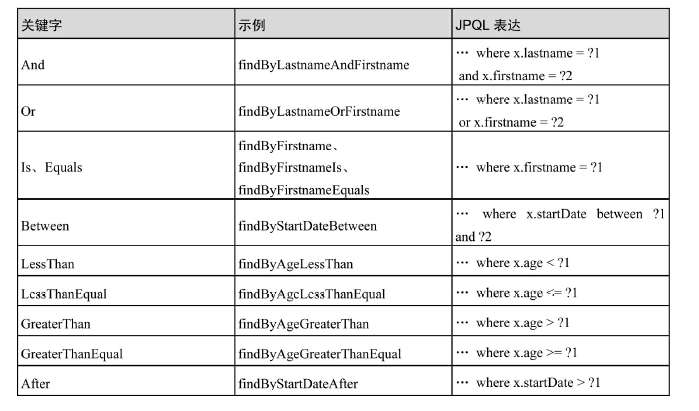 关键字 示例 JPQL 表达
And findByLastnameAndFirstname … where x.lastname = ?1
and x.firstname = ?2
Or findByLastnameOrFirstname … where x.lastname = ?1
or x.firstname = ?2
Is、Equals findByFirstname、
findByFirstnameIs、 … where x.firstname = ?1
findByFirstnameEquals
Between findByStartDateBetween … where x.startDate between ?1
and ?2
LessThan findByAgeLessThan … where x.age < ?1
LessThanEqual findByAgeLessThanEqual … where x.age <= ?1
GreaterThan findByAgeGreaterThan … where x.age > ?1
GreaterThanEqual findByAgeGreaterThanEqual … where x.age >= ?1
After findByStartDateAfter … where x.startDate > ?1